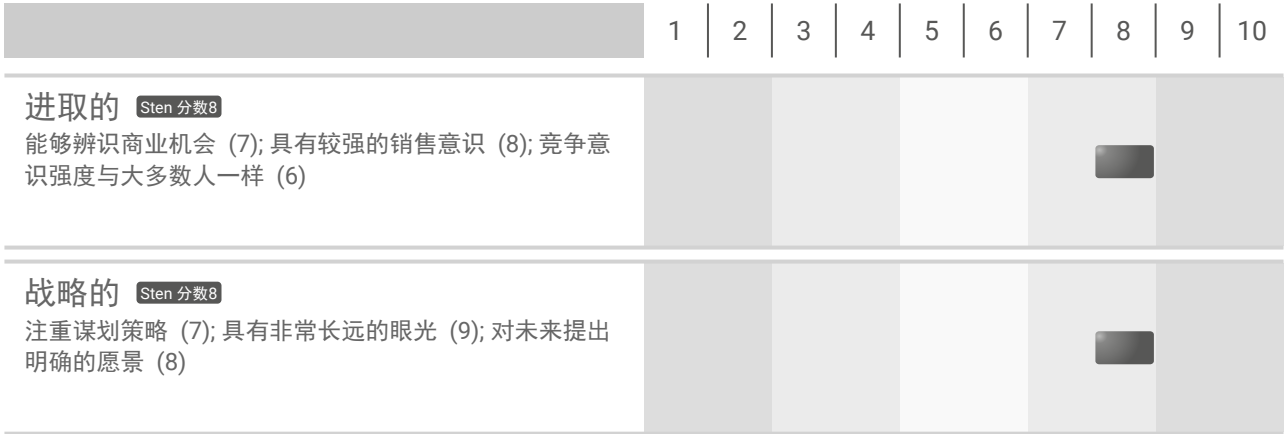 1 2 3 4 5 6 7 8 9 10
进取的 Sten 分数8
能够辨识商业机会 (7); 具有较强的销售意识 (8); 竞争意
识强度与大多数人一样 (6)
战略的 Sten 分数8
注重谋划策略 (7); 具有非常长远的眼光 (9); 对未来提出
明确的愿景 (8)